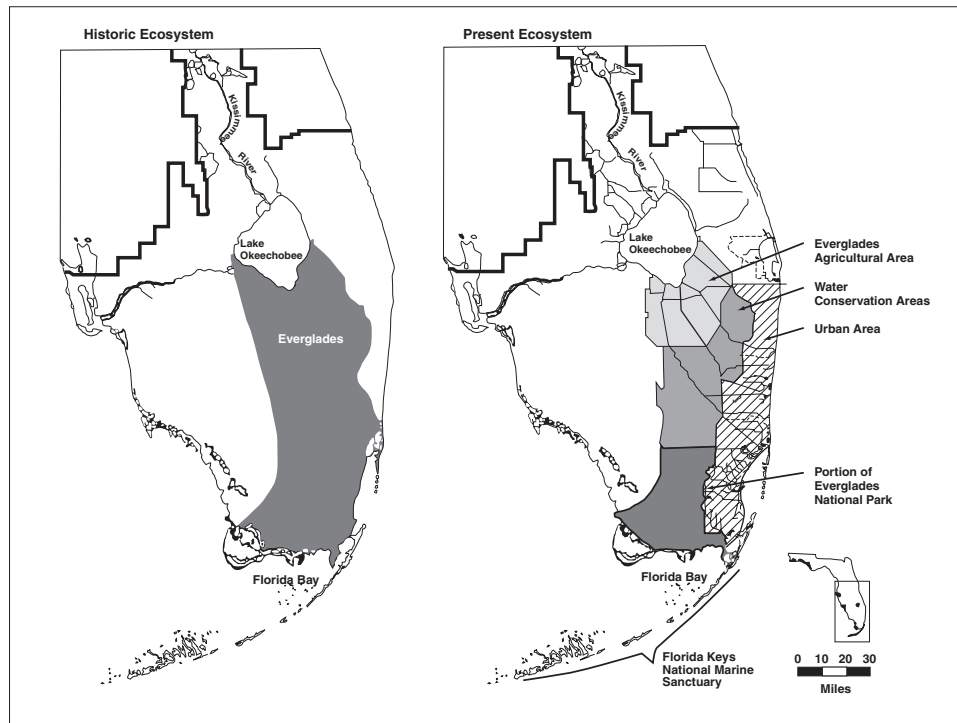 Historic Ecosystem
Kissimmee
River
Lake
Okeechobee
Everglades
Florida Bay
Present Ecosystem
Kissimmee
River
Lake
Okeechobee
Everglades
Agricultural Area
Water
Conservation Areas
Urban Area
Portion of
Everglades
National Park
Florida Bay
Florida Keys
National Marine
Sanctuary
0 10 20 30
Miles